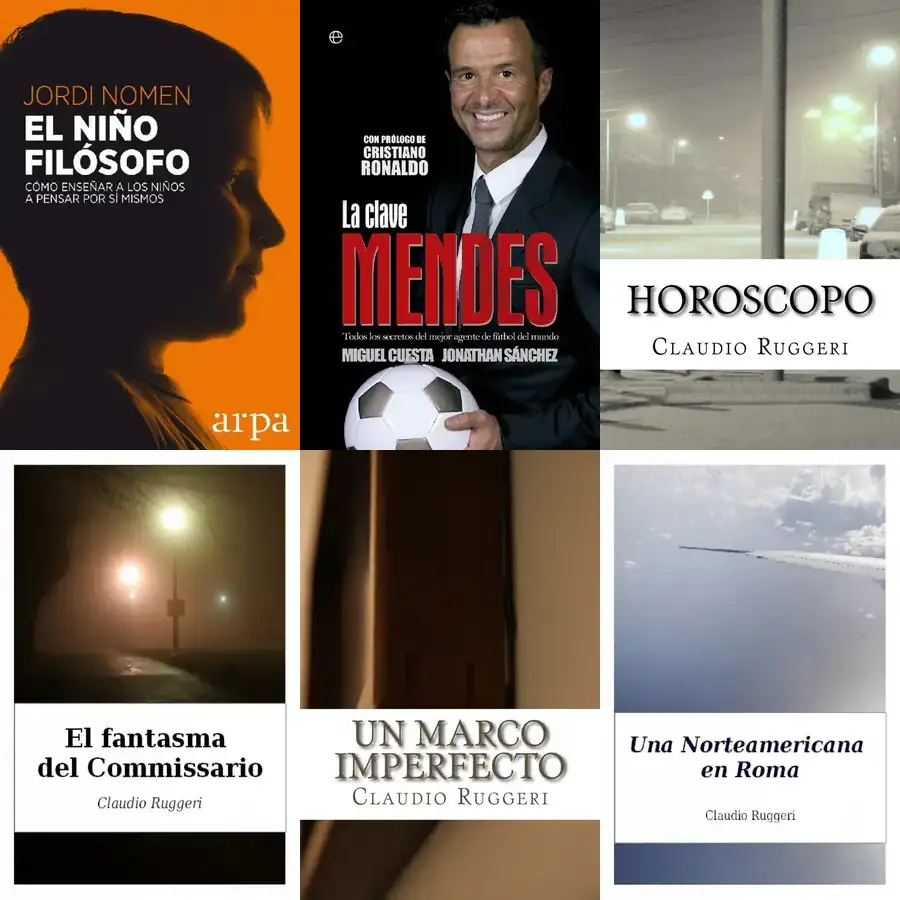 JORDI NOMEN
EL NIÑO
FILÓSOFO
CÓMO ENSEÑAR A LOS NIÑOS
A PENSAR POR SÍ MISMOS
arpa
CON PRÓLOGO DE
CRISTIANO
RONALDO
La clave
MENDES
Todos los secretos del mejor agente de fútbol del mundo
MIGUEL CUESTA JONATHAN SÁNCHEZ
HOROSCOPO
CLAUDIO RUGGERI
El fantasma
del Commissario
Claudio Ruggeri
UN MARCO
IMPERFECTO
CLAUDIO RUGGERI
Una Norteamericana
en Roma
Claudio Ruggeri